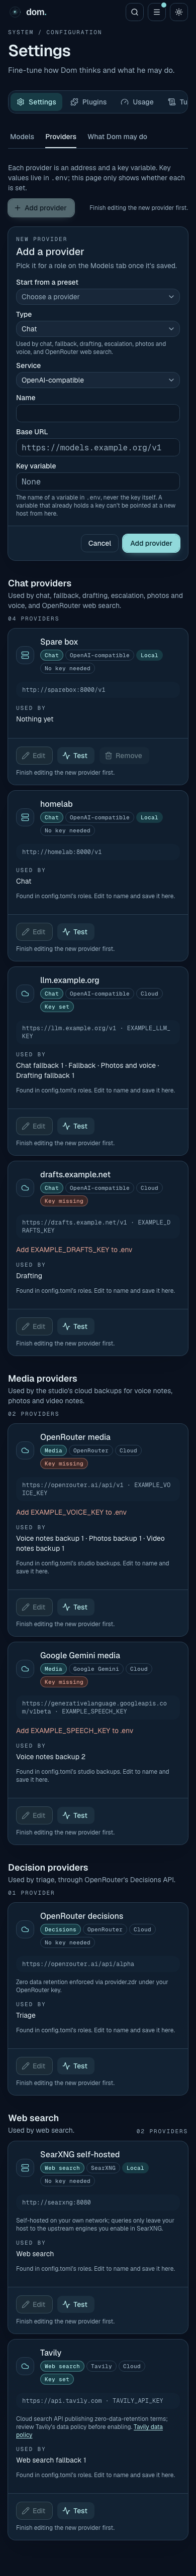 dom.
SYSTEM / CONFIGURATION
Settings
Fine-tune how Dom thinks and what he may do.
Settings
Plugins
Usage
Tu
Models
Providers
What Dom may do
Each provider is an address and a key variable. Key
values live in .env; this page only shows whether each
is set.
+ Add provider
Finish editing the new provider first.
NEW PROVIDER
Add a provider
Pick it for a role on the Models tab once it's saved.
Start from a preset
Choose a provider
Type
Chat
Used by chat, fallback, drafting, escalation, photos and
voice, and OpenRouter web search.
Service
OpenAI-compatible
Name
Base URL
https://models.example.org/v1
Key variable
None
The name of a variable in .env, never the key itself. A
variable that already holds a key can't be pointed at a new
host from here.
Cancel
Add provider
Chat providers
Used by chat, fallback, drafting, escalation, photos and
voice, and OpenRouter web search.
04 PROVIDERS
Spare box
Chat
OpenAI-compatible
Local
No key needed
http://sparebox:8000/v1
USED BY
Nothing yet
Edit
Test
Remove
Finish editing the new provider first.
homelab
Chat
OpenAI-compatible
Local
No key needed
http://homelab:8000/v1
USED BY
Chat
Found in config.toml's roles. Edit to name and save it here.
Edit
Test
Finish editing the new provider first.
llm.example.org
Chat
OpenAI-compatible
Cloud
Key set
https://llm.example.org/v1 · EXAMPLE_LLM_
KEY
USED BY
Chat fallback 1 · Fallback · Photos and voice ·
Drafting fallback 1
Found in config.toml's roles. Edit to name and save it here.
Edit
Test
Finish editing the new provider first.
drafts.example.net
Chat
OpenAI-compatible
Cloud
Key missing
https://drafts.example.net/v1 · EXAMPLE_D
RAFTS_KEY
Add EXAMPLE_DRAFTS_KEY to .env
USED BY
Drafting
Found in config.toml's roles. Edit to name and save it here.
Edit
Test
Finish editing the new provider first.
Media providers
Used by the studio's cloud backups for voice notes,
photos and video notes.
02 PROVIDERS
OpenRouter media
Media
OpenRouter
Cloud
Key missing
https://openrouter.ai/api/v1 · EXAMPLE_VO
ICE_KEY
Add EXAMPLE_VOICE_KEY to .env
USED BY
Voice notes backup 1 · Photos backup 1 · Video
notes backup 1
Found in config.toml's studio backups. Edit to name and
save it here.
Edit
Test
Finish editing the new provider first.
Google Gemini media
Media
Google Gemini
Cloud
Key missing
https://generativelanguage.googleapis.co
m/v1beta · EXAMPLE_SPEECH_KEY
Add EXAMPLE_SPEECH_KEY to .env
USED BY
Voice notes backup 2
Found in config.toml's studio backups. Edit to name and
save it here.
Edit
Test
Finish editing the new provider first.
Decision providers
Used by triage, through OpenRouter's Decisions API.
01 PROVIDER
OpenRouter decisions
Decisions
OpenRouter
Cloud
No key needed
https://openrouter.ai/api/alpha
Zero data retention enforced via provider.zdr under your
OpenRouter key.
USED BY
Triage
Found in config.toml's roles. Edit to name and save it here.
Edit
Test
Finish editing the new provider first.
Web search
Used by web search.
02 PROVIDERS
SearXNG self-hosted
Web search
SearXNG
Local
No key needed
http://searxng:8080
Self-hosted on your own network; queries only leave your
host to the upstream engines you enable in SearXNG.
USED BY
Web search
Found in config.toml's roles. Edit to name and save it here.
Edit
Test
Finish editing the new provider first.
Tavily
Web search
Tavily
Cloud
Key set
https://api.tavily.com · TAVILY_API_KEY
Cloud search API publishing zero-data-retention terms;
review Tavily's data policy before enabling. Tavily data
policy
USED BY
Web search fallback 1
Found in config.toml's roles. Edit to name and save it here.
Edit
Test
Finish editing the new provider first.